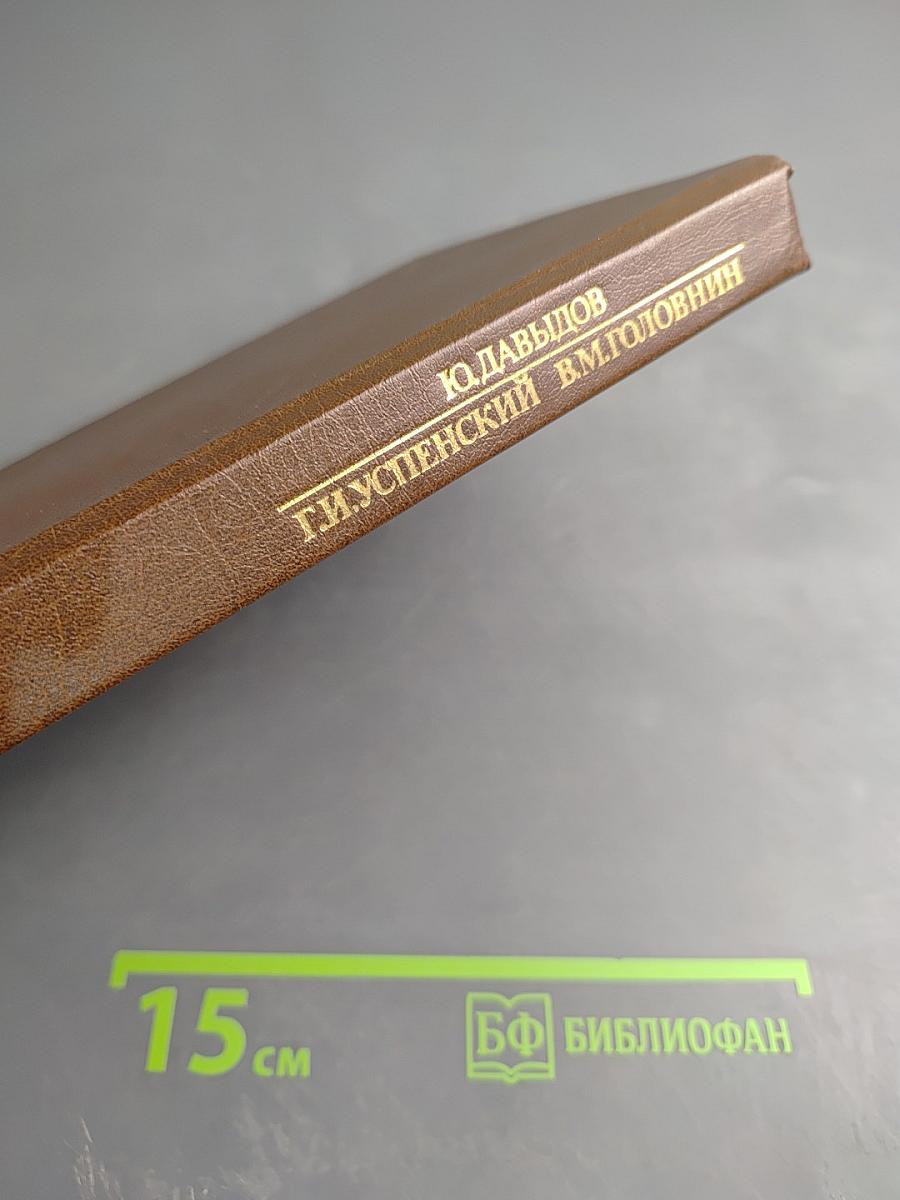 Ю.ДАВЫДОВ
Г.И.УСПЕНСКИЙ В.М.ГОЛОВНИН
15 см
БФ БИБЛИОФАН